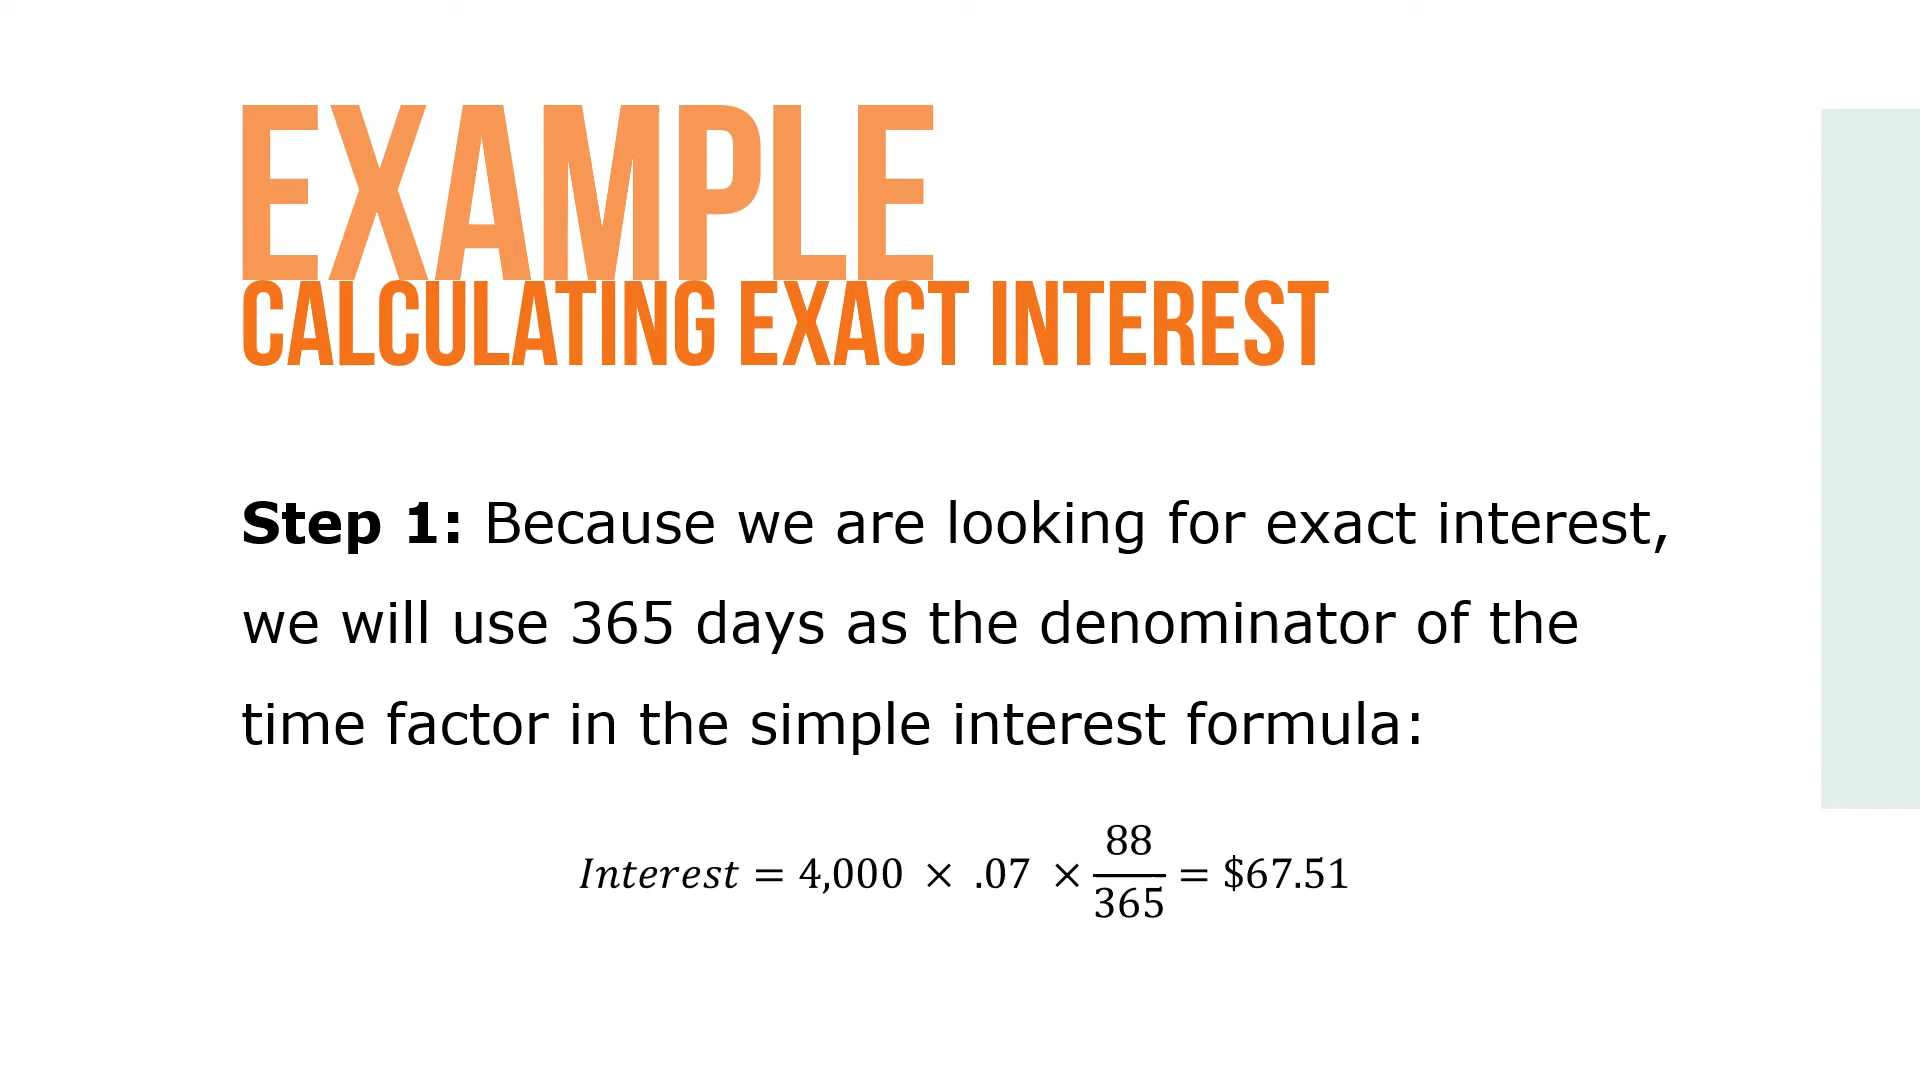 EXAMPLE
CALCULATING EXACT INTEREST
Step 1: Because we are looking for exact interest,
we will use 365 days as the denominator of the
time factor in the simple interest formula:
Interest = 4,000 × .07 × 88/365 = $67.51